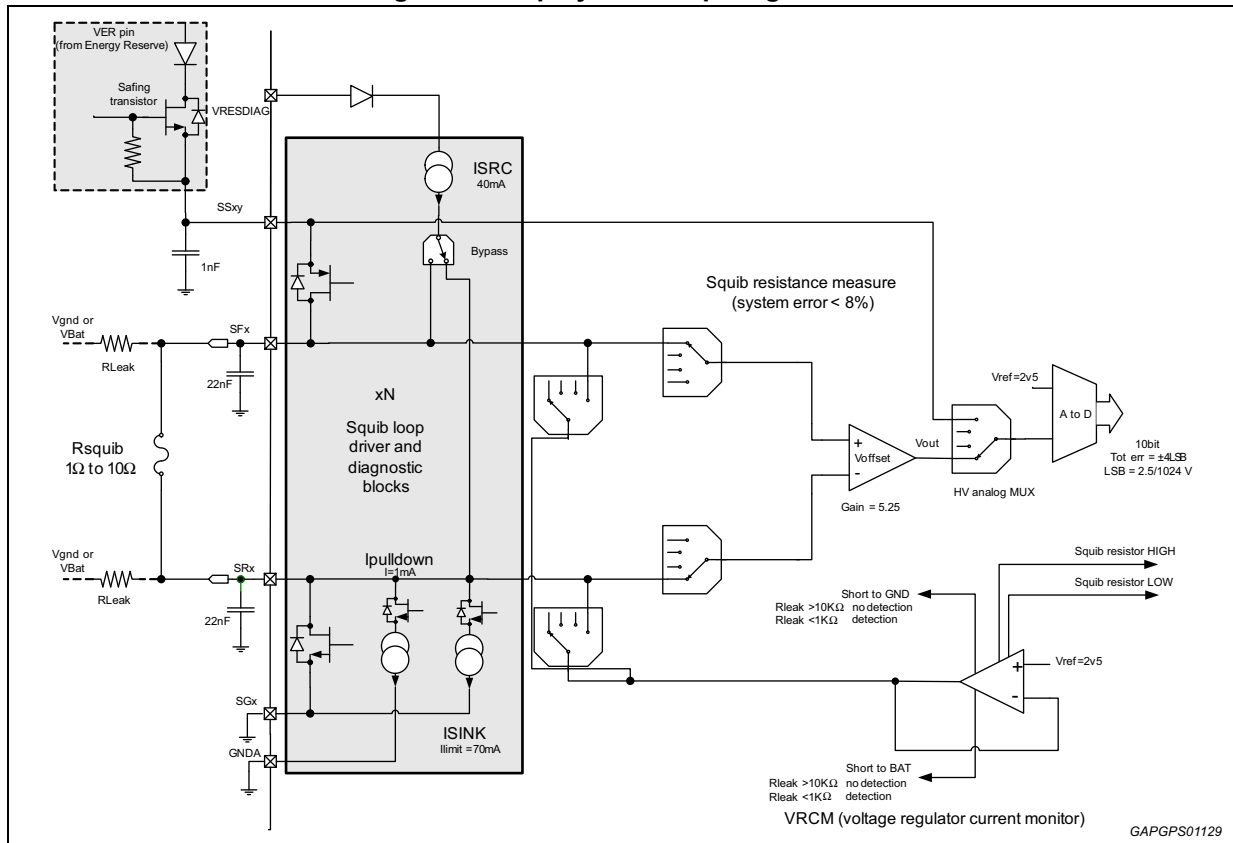 VER pin
(from Energy Reserve)
Safing
transistor
VRESDIAG
ISRC
40mA
SSxy
Bypass
1nF
Squib resistance measure
(system error < 8%)
Vgnd or
VBat
SFx
RLeak
22nF
xN
Vref=2v5
A to D
Rsquib
1Ω to 10Ω
Squib loop
driver and
diagnostic
blocks
+
Voffset
-
Vout
10bit
Tot err = ±4LSB
LSB = 2.5/1024 V
HV analog MUX
Gain = 5.25
Vgnd or
VBat
SRx
Ipulldown
I=1mA
RLeak
22nF
Squib resistor HIGH
Squib resistor LOW
Short to GND
Rleak >10KΩ no detection
Rleak <1KΩ detection
+
Vref=2v5
-
SGx
ISINK
Ilimit =70mA
GNDA
Short to BAT
Rleak >10KΩ no detection
Rleak <1KΩ detection
VRCM (voltage regulator current monitor)
GAPGPS01129